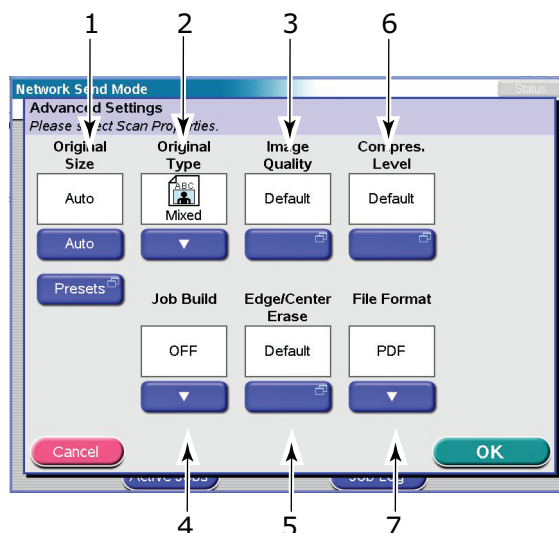 1 2 3 6
Network Send Mode Status
Advanced Settings
Please select Scan Properties.
Original Size
Original Type
Image Quality
Compres. Level
Auto
ABC
Mixed
Default
Default
Auto
Presets
Job Build
Edge/Center Erase
File Format
OFF
Default
PDF
Cancel
OK
Active Jobs
Job Log
4 5 7